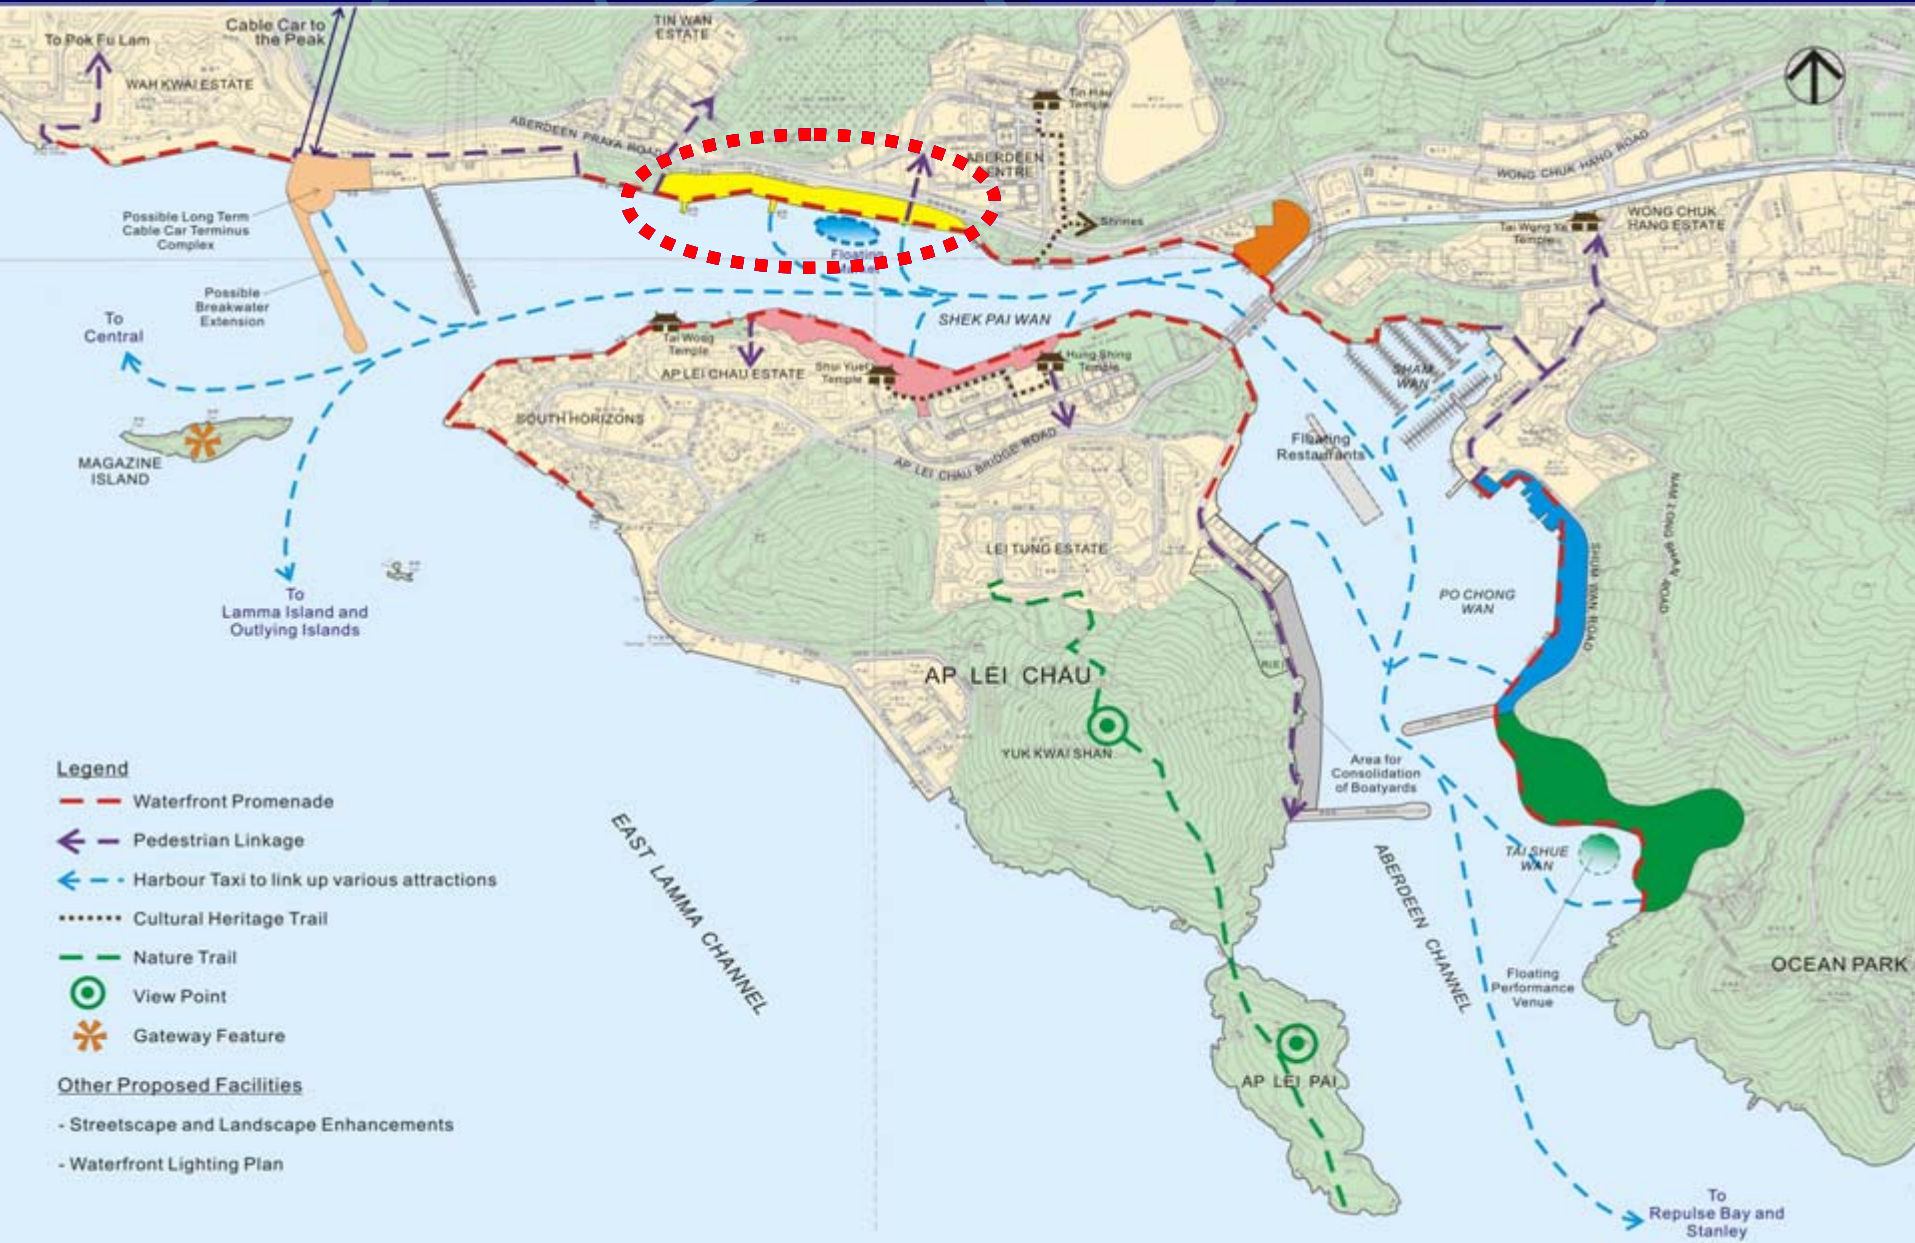 Cable Car to
the Peak
To Pok Fu Lam
WAH KWAI ESTATE
TIN WAN
ESTATE
ABERDEEN PRAYA ROAD
Tin Hau
Temple
ABERDEEN
CENTRE
Shrines
WONG CHUK HANG ROAD
Tai Wong Ye
Temple
WONG CHUK
HANG ESTATE
Possible Long Term
Cable Car Terminus
Complex
Floating
Market
Possible
Breakwater
Extension
To
Central
SHEK PAI WAN
Tai Wong
Temple
AP LEI CHAU ESTATE
Shui Yuet
Temple
Hung Shing
Temple
SHAM
WAN
SOUTH HORIZONS
AP LEI CHAU BRIDGE ROAD
Floating
Restaurants
MAGAZINE
ISLAND
NAM LONG SHAN ROAD
LEI TUNG ESTATE
SHUM WAN ROAD
PO CHONG
WAN
To
Lamma Island and
Outlying Islands
AP LEI CHAU
YUK KWAI SHAN
Area for
Consolidation
of Boatyards
EAST LAMMA CHANNEL
ABERDEEN CHANNEL
TAI SHUE
WAN
Floating
Performance
Venue
OCEAN PARK
AP LEI PAI
To
Repulse Bay and
Stanley
Legend
Waterfront Promenade
Pedestrian Linkage
Harbour Taxi to link up various attractions
Cultural Heritage Trail
Nature Trail
View Point
Gateway Feature
Other Proposed Facilities
- Streetscape and Landscape Enhancements
- Waterfront Lighting Plan